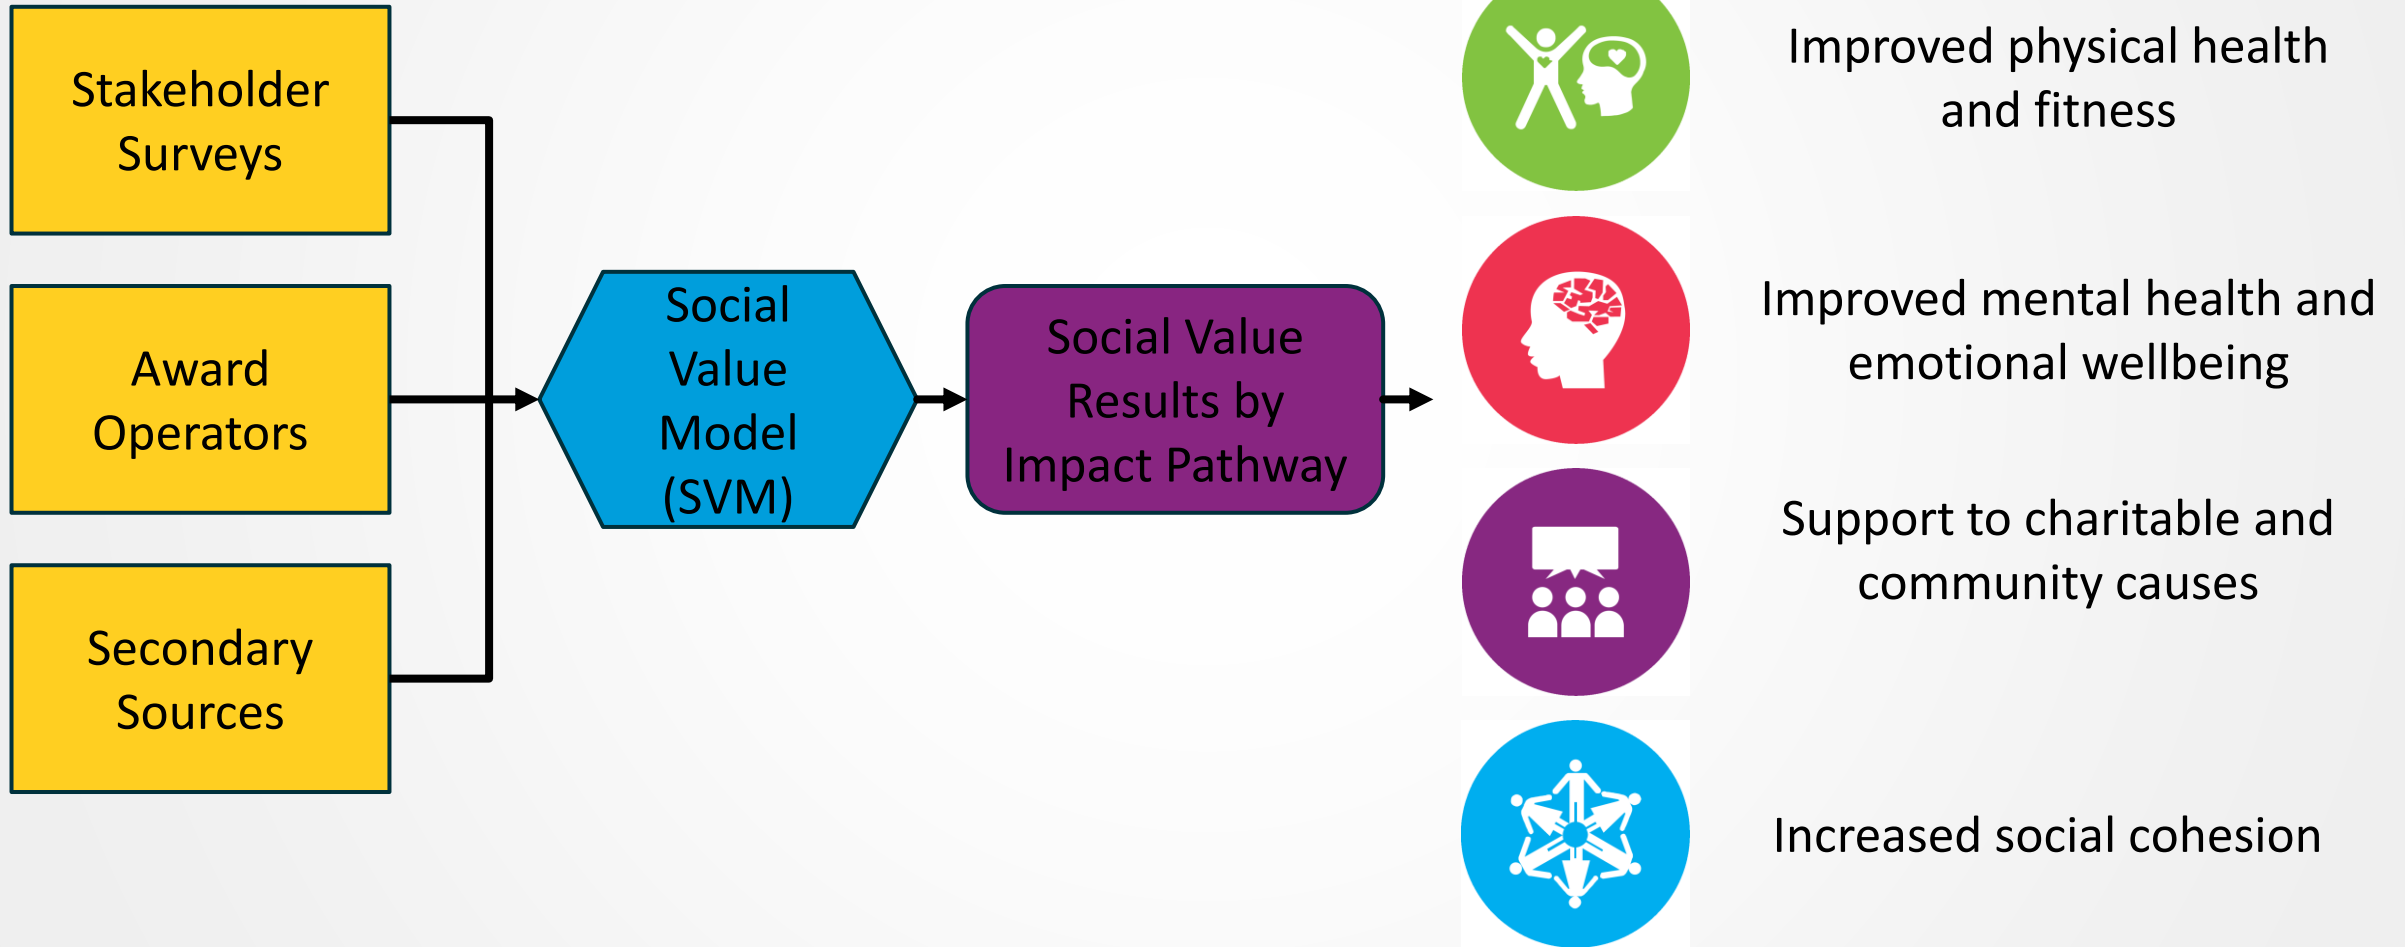 Stakeholder
Surveys
Award
Operators
Secondary
Sources
Social
Value
Model
(SVM)
Social Value
Results by
Impact Pathway
Improved physical health
and fitness
Improved mental health and
emotional wellbeing
Support to charitable and
community causes
Increased social cohesion